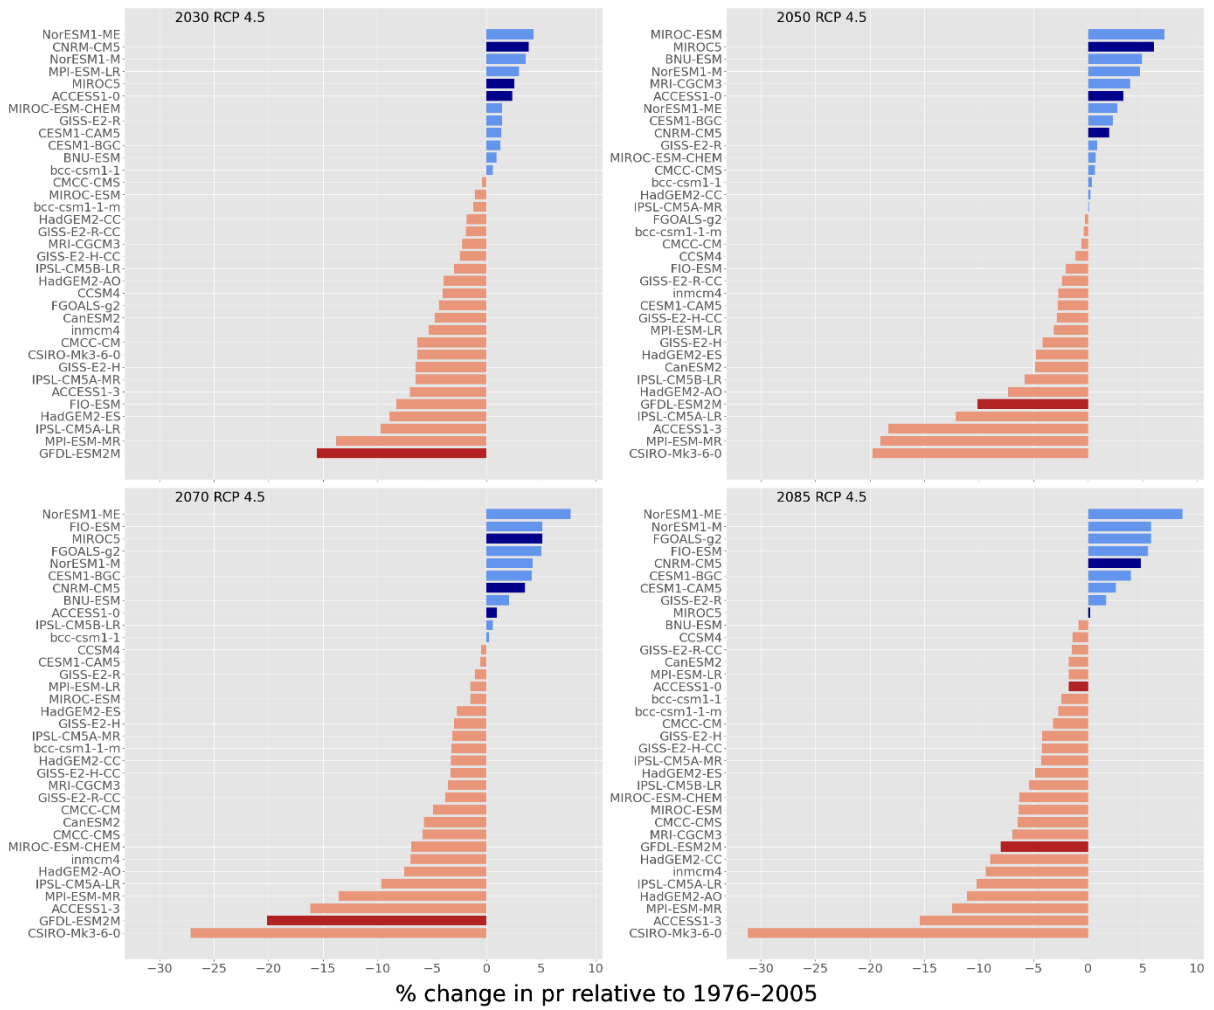 2030 RCP 4.5
NorESM1-ME
CNRM-CM5
NorESM1-M
MPI-ESM-LR
MIROC5
ACCESS1-0
MIROC-ESM-CHEM
GISS-E2-R
CESM1-CAM5
CESM1-BGC
BNU-ESM
bcc-csm1-1
CMCC-CMS
MIROC-ESM
bcc-csm1-1-m
HadGEM2-CC
GISS-E2-R-CC
MRI-CGCM3
GISS-E2-H-CC
IPSL-CM5B-LR
HadGEM2-AO
CCSM4
FGOALS-g2
CanESM2
inmcm4
CMCC-CM
CSIRO-Mk3-6-0
GISS-E2-H
IPSL-CM5A-MR
ACCESS1-3
FIO-ESM
HadGEM2-ES
IPSL-CM5A-LR
MPI-ESM-MR
GFDL-ESM2M
2050 RCP 4.5
MIROC-ESM
MIROC5
BNU-ESM
NorESM1-M
MRI-CGCM3
ACCESS1-0
NorESM1-ME
CESM1-BGC
CNRM-CM5
GISS-E2-R
MIROC-ESM-CHEM
CMCC-CMS
bcc-csm1-1
HadGEM2-CC
IPSL-CM5A-MR
FGOALS-g2
bcc-csm1-1-m
CMCC-CM
CCSM4
FIO-ESM
GISS-E2-R-CC
inmcm4
CESM1-CAM5
GISS-E2-H-CC
MPI-ESM-LR
GISS-E2-H
HadGEM2-ES
CanESM2
IPSL-CM5B-LR
HadGEM2-AO
GFDL-ESM2M
IPSL-CM5A-LR
ACCESS1-3
MPI-ESM-MR
CSIRO-Mk3-6-0
2070 RCP 4.5
NorESM1-ME
FIO-ESM
MIROC5
FGOALS-g2
NorESM1-M
CESM1-BGC
CNRM-CM5
BNU-ESM
ACCESS1-0
IPSL-CM5B-LR
bcc-csm1-1
CCSM4
CESM1-CAM5
GISS-E2-R
MPI-ESM-LR
MIROC-ESM
HadGEM2-ES
GISS-E2-H
IPSL-CM5A-MR
bcc-csm1-1-m
HadGEM2-CC
GISS-E2-H-CC
MRI-CGCM3
GISS-E2-R-CC
CMCC-CM
CanESM2
CMCC-CMS
MIROC-ESM-CHEM
inmcm4
HadGEM2-AO
IPSL-CM5A-LR
MPI-ESM-MR
ACCESS1-3
GFDL-ESM2M
CSIRO-Mk3-6-0
−30 −25 −20 −15 −10 −5 0 5 10
2085 RCP 4.5
NorESM1-ME
NorESM1-M
FGOALS-g2
FIO-ESM
CNRM-CM5
CESM1-BGC
CESM1-CAM5
GISS-E2-R
MIROC5
BNU-ESM
CCSM4
GISS-E2-R-CC
CanESM2
MPI-ESM-LR
ACCESS1-0
bcc-csm1-1
bcc-csm1-1-m
CMCC-CM
GISS-E2-H
GISS-E2-H-CC
IPSL-CM5A-MR
HadGEM2-ES
IPSL-CM5B-LR
MIROC-ESM-CHEM
MIROC-ESM
CMCC-CMS
MRI-CGCM3
GFDL-ESM2M
HadGEM2-CC
inmcm4
IPSL-CM5A-LR
HadGEM2-AO
MPI-ESM-MR
ACCESS1-3
CSIRO-Mk3-6-0
−30 −25 −20 −15 −10 −5 0 5 10
% change in pr relative to 1976–2005